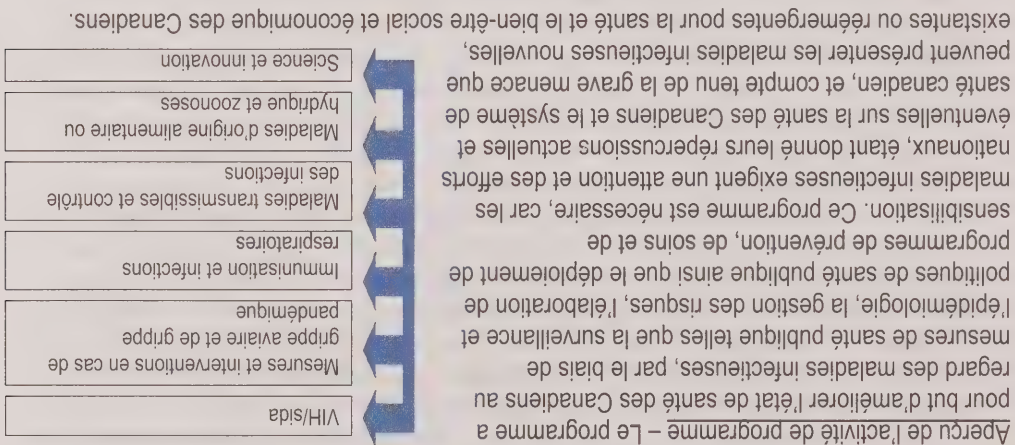 Aperçu de l'activité de programme – Le programme a
pour but d'améliorer l'état de santé des Canadiens au
regard des maladies infectieuses, par le biais de
mesures de santé publique telles que la surveillance et
l'épidémiologie, la gestion des risques, l'élaboration de
politiques de santé publique ainsi que le déploiement de
programmes de prévention, de soins et de
sensibilisation. Ce programme est nécessaire, car les
maladies infectieuses exigent une attention et des efforts
nationaux, étant donné leurs répercussions actuelles et
éventuelles sur la santé des Canadiens et le système de
santé canadien, et compte tenu de la grave menace que
peuvent présenter les maladies infectieuses nouvelles,
existantes ou réémergentes pour la santé et le bien-être social et économique des Canadiens.
VIH/sida
Mesures et interventions en cas de
grippe aviaire et de grippe
pandémique
Immunisation et infections
respiratoires
Maladies transmissibles et contrôle
des infections
Maladies d'origine alimentaire ou
hydrique et zoonoses
Science et innovation